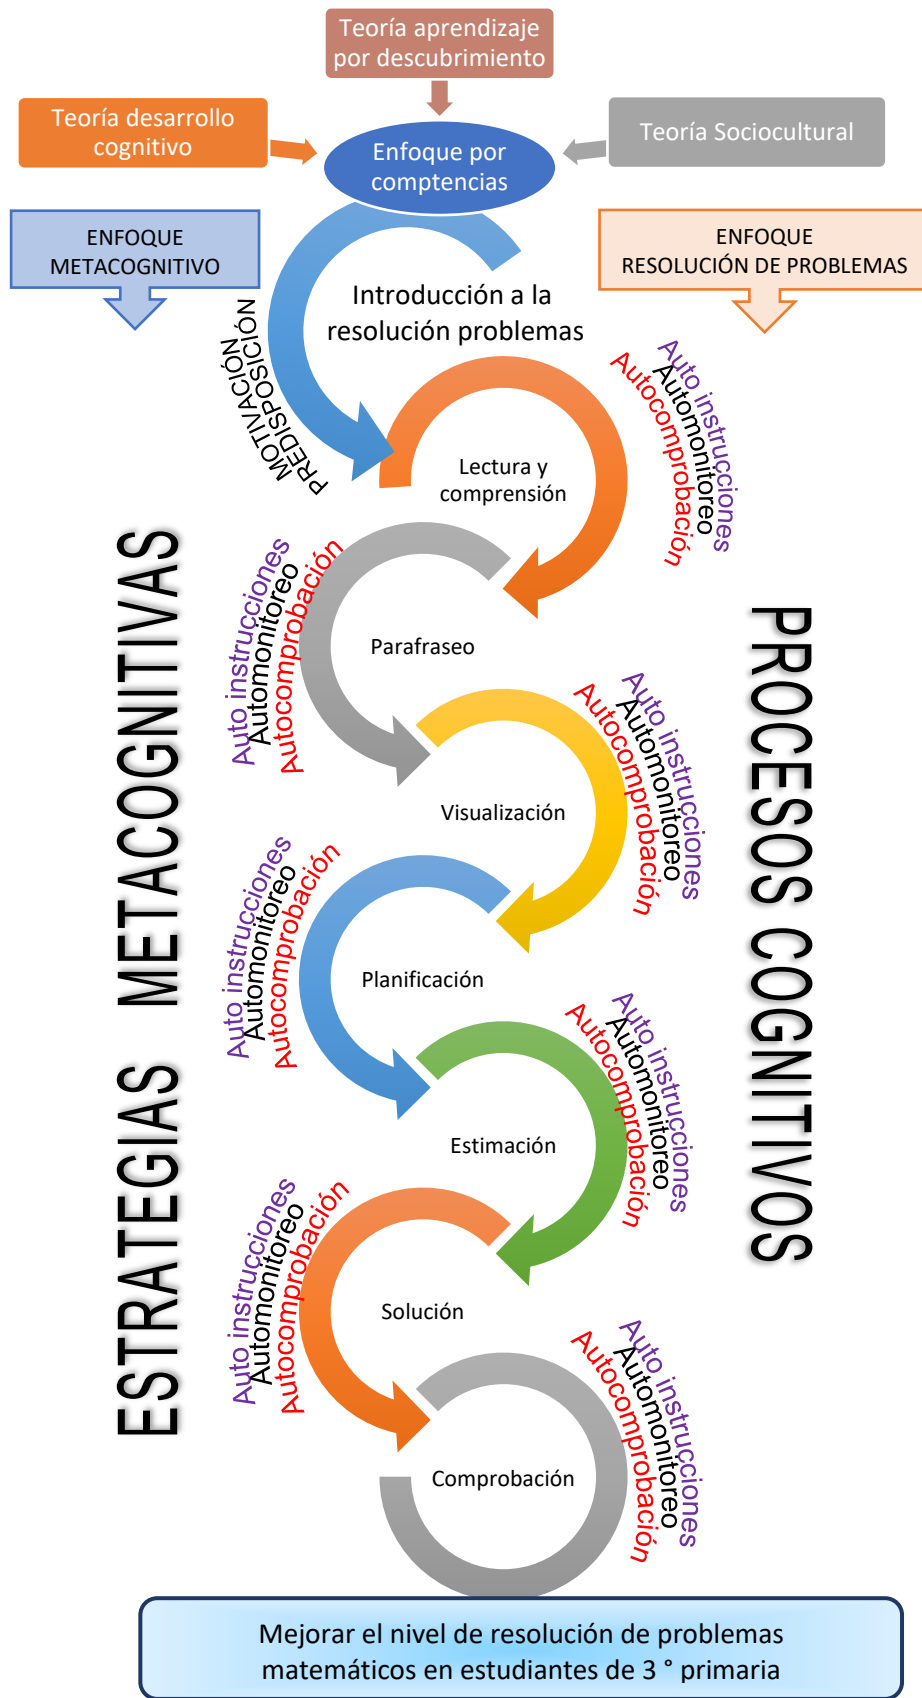 Teoría aprendizaje
por descubrimiento
Teoría desarrollo
cognitivo
Enfoque por
comptencias
Teoría Sociocultural
ENFOQUE
METACOGNITIVO
ENFOQUE
RESOLUCIÓN DE PROBLEMAS
Introducción a la
resolución problemas
MOTIVACIÓN
PREDISPOSICIÓN
Lectura y
comprensión
Auto instrucciones
Automonitoreo
Autocomprobación
ESTRATEGIAS METACOGNITIVAS
PROCESOS COGNITIVOS
Auto instrucciones
Automonitoreo
Autocomprobación
Parafraseo
Visualización
Auto instrucciones
Automonitoreo
Autocomprobación
Auto instrucciones
Automonitoreo
Autocomprobación
Planificación
Estimación
Auto instrucciones
Automonitoreo
Autocomprobación
Auto instrucciones
Automonitoreo
Autocomprobación
Solución
Comprobación
Auto instrucciones
Automonitoreo
Autocomprobación
Mejorar el nivel de resolución de problemas
matemáticos en estudiantes de 3 ° primaria